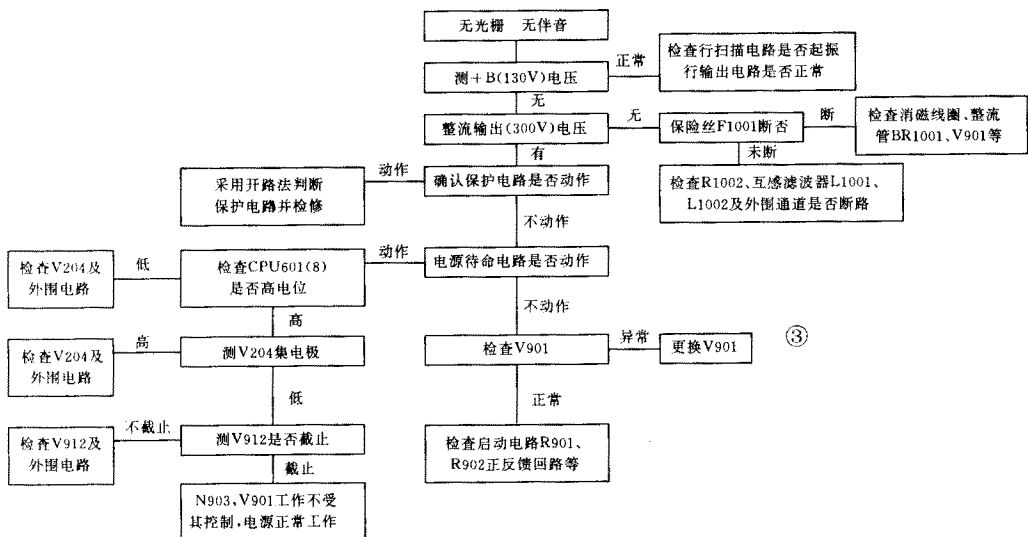 无光栅 无伴音
测+B(130V)电压
正常
检查行扫描电路是否起振
行输出电路是否正常
无
整流输出(300V)电压
无
保险丝F1001断否
断
检查消磁线圈、整流
管BR1001、V901等
未断
检查R1002、互感滤波器L1001、
L1002及外围通道是否断路
有
确认保护电路是否动作
动作
采用开路法判断
保护电路并检修
不动作
电源待命电路是否动作
动作
检查CPU601(8)
是否高电位
低
检查V204及
外围电路
高
测V204集电极
高
检查V204及
外围电路
低
测V912是否截止
不截止
检查V912及
外围电路
截止
N903,V901工作不受
其控制,电源正常工作
不动作
检查V901
异常
更换V901
③
正常
检查启动电路R901、
R902正反馈回路等